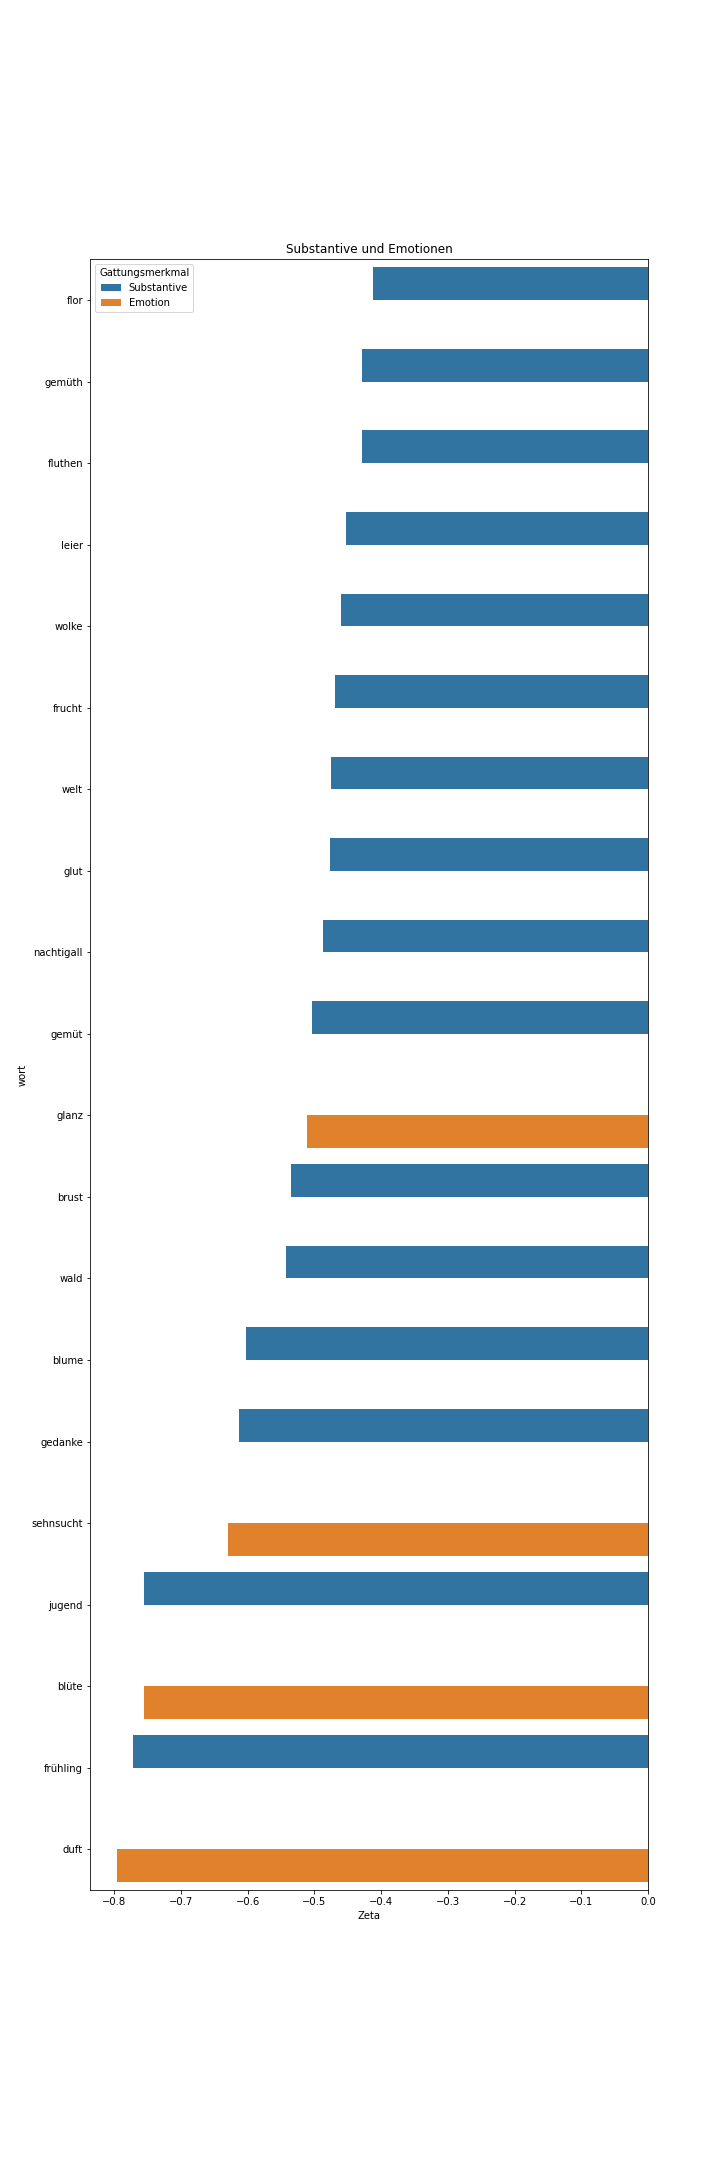 Substantive und Emotionen
Gattungsmerkmal
Substantive
Emotion
flor
gemüth
fluthen
leier
wolke
frucht
welt
glut
nachtigall
gemüt
wort
glanz
brust
wald
blume
gedanke
sehnsucht
jugend
blüte
frühling
duft
−0.8 −0.7 −0.6 −0.5 −0.4 −0.3 −0.2 −0.1 0.0
Zeta